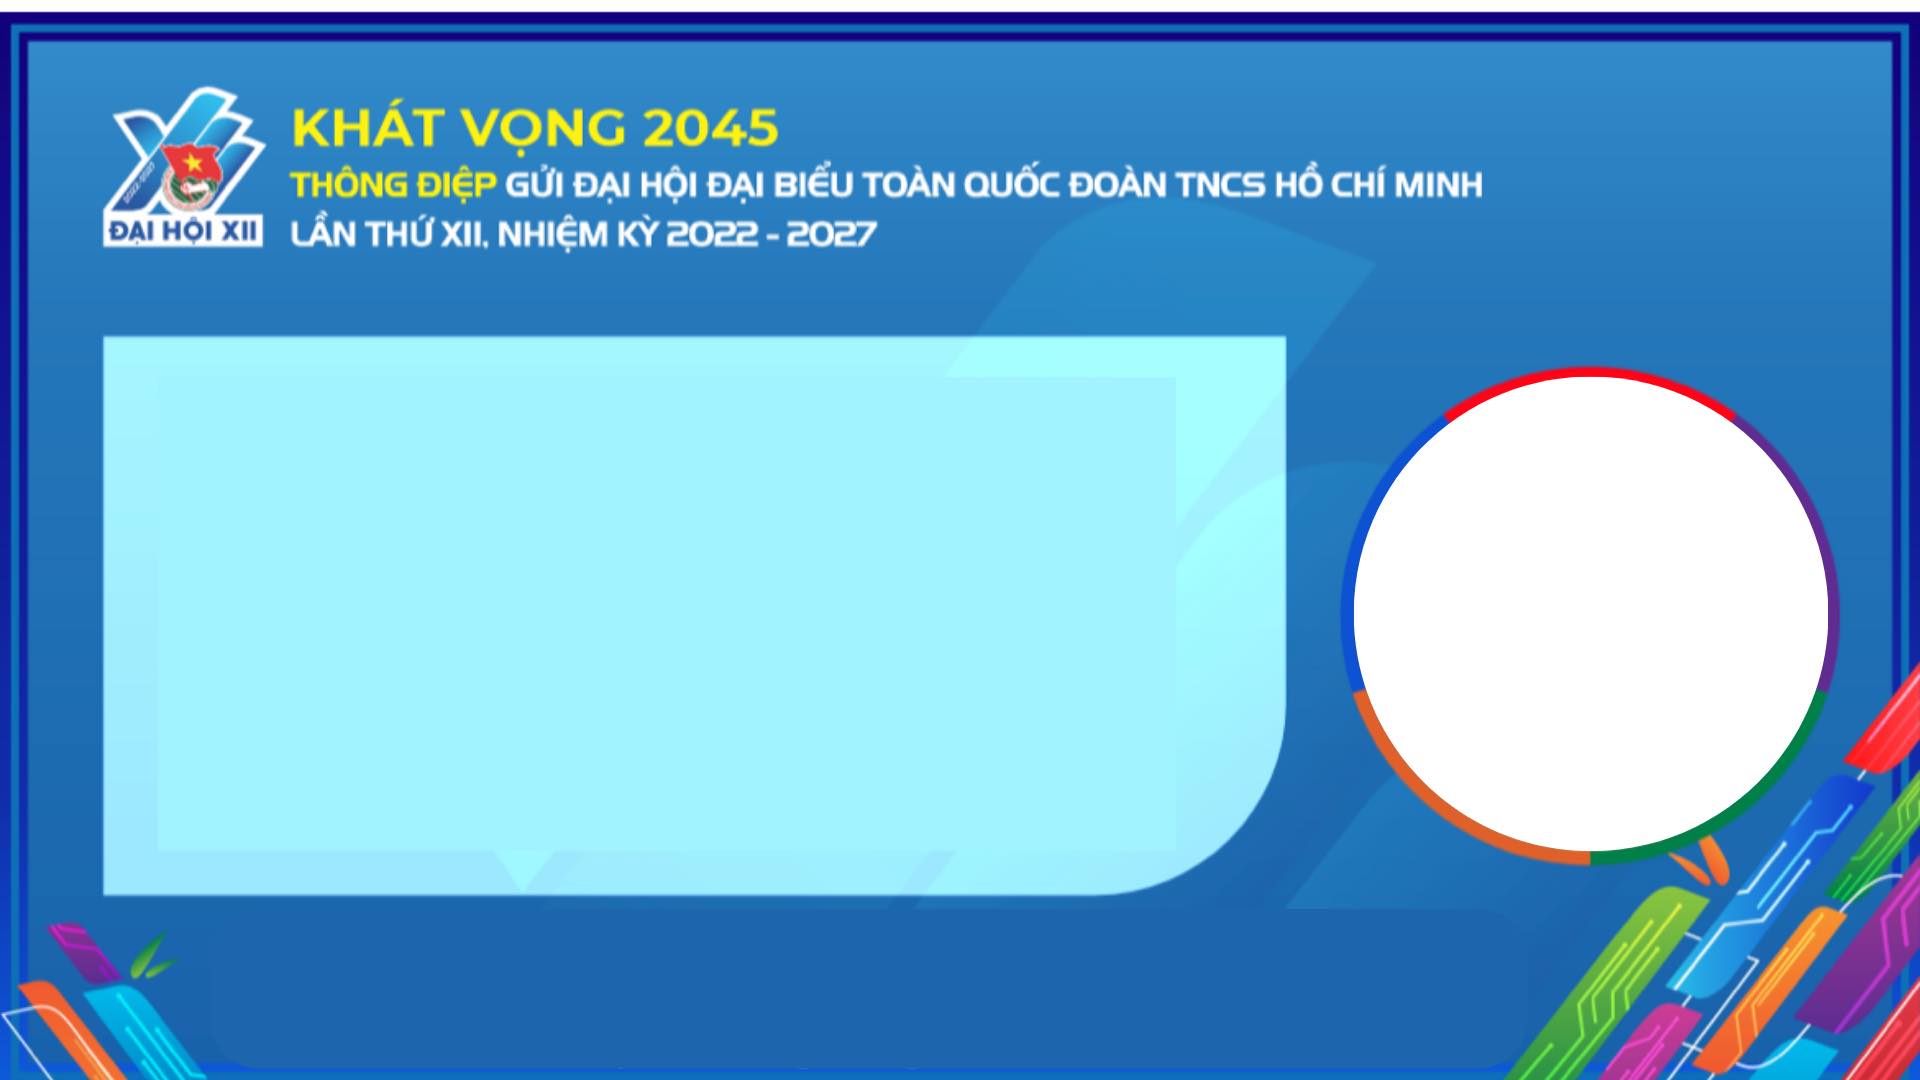 KHÁT VỌNG 2045
THÔNG ĐIỆP GỬI ĐẠI HỘI ĐẠI BIỂU TOÀN QUỐC ĐOÀN TNCS HỒ CHÍ MINH
LẦN THỨ XII, NHIỆM KỲ 2022 - 2027
ĐẠI HỘI XII